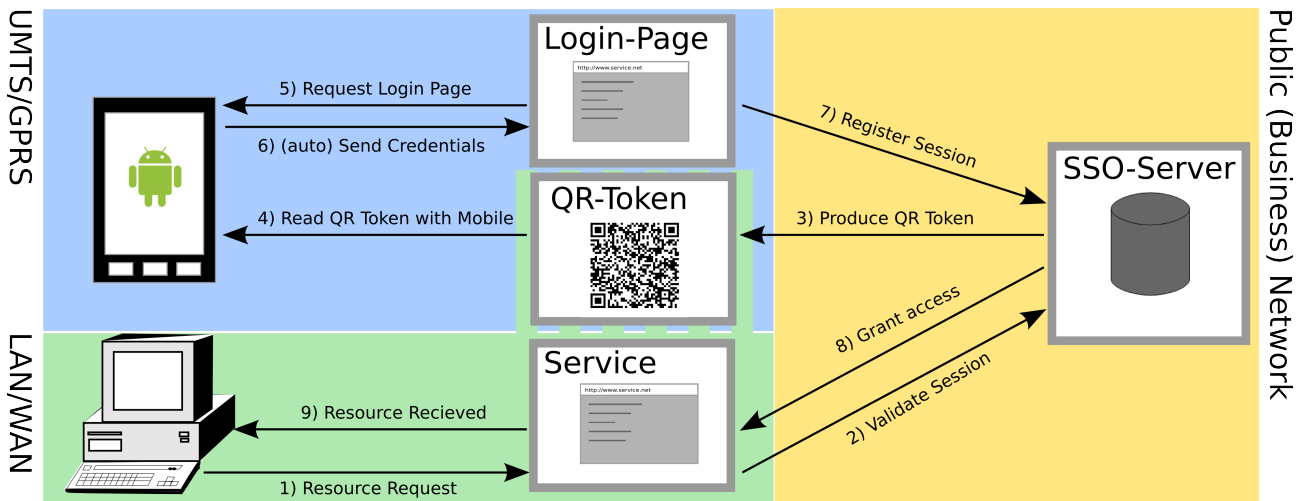 UMTS/GPRS
Login-Page
http://www.service.net
5) Request Login Page
6) (auto) Send Credentials
7) Register Session
Public (Business) Network
SSO-Server
QR-Token
4) Read QR Token with Mobile
3) Produce QR Token
8) Grant access
2) Validate Session
LAN/WAN
Service
http://www.service.net
9) Resource Recieved
1) Resource Request